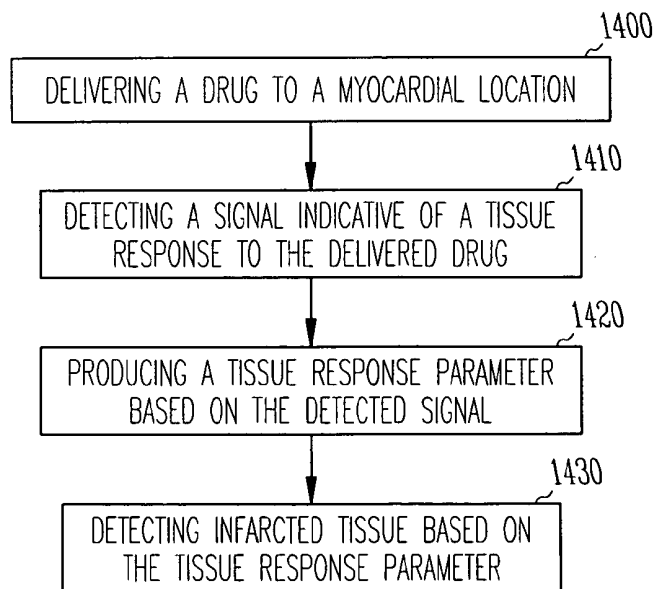 1400
DELIVERING A DRUG TO A MYOCARDIAL LOCATION
1410
DETECTING A SIGNAL INDICATIVE OF A TISSUE
RESPONSE TO THE DELIVERED DRUG
1420
PRODUCING A TISSUE RESPONSE PARAMETER
BASED ON THE DETECTED SIGNAL
1430
DETECTING INFARCTED TISSUE BASED ON
THE TISSUE RESPONSE PARAMETER